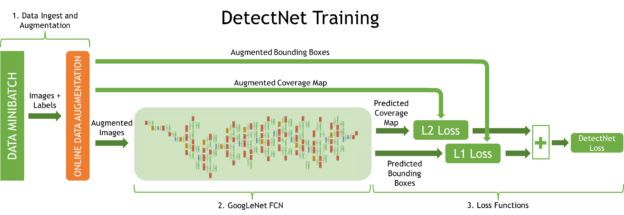 DetectNet Training
1. Data Ingest and
Augmentation
DATA MINIBATCH
Images +
Labels
ONLINE DATA AUGMENTATION
Augmented Bounding Boxes
Augmented Coverage Map
Augmented
Images
Predicted
Coverage
Map
L2 Loss
L1 Loss
Predicted
Bounding
Boxes
+
DetectNet
Loss
2. GoogLeNet FCN
3. Loss Functions